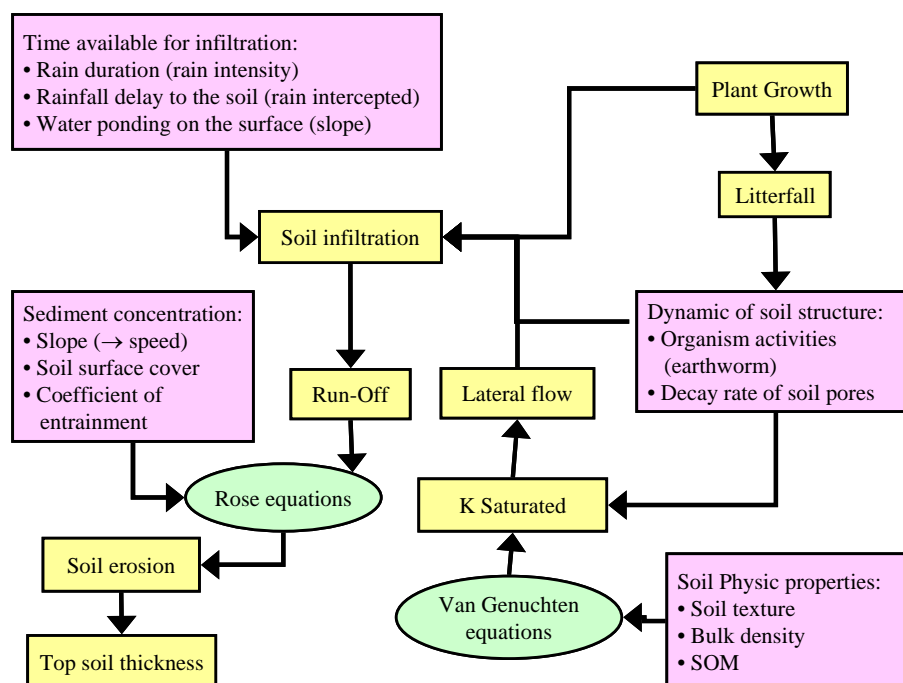 Time available for infiltration:
• Rain duration (rain intensity)
• Rainfall delay to the soil (rain intercepted)
• Water ponding on the surface (slope)
Plant Growth
Litterfall
Soil infiltration
Sediment concentration:
• Slope (→ speed)
• Soil surface cover
• Coefficient of
entrainment
Dynamic of soil structure:
• Organism activities
(earthworm)
• Decay rate of soil pores
Run-Off
Lateral flow
Rose equations
K Saturated
Soil erosion
Van Genuchten
equations
Soil Physic properties:
• Soil texture
• Bulk density
• SOM
Top soil thickness